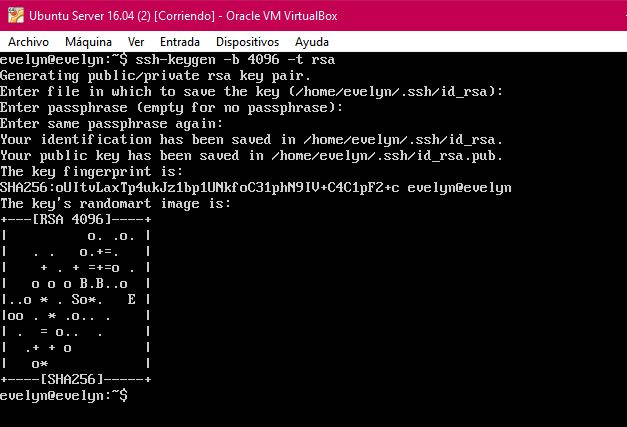 Ubuntu Server 16.04 (2) [Corriendo] - Oracle VM VirtualBox
Archivo Máquina Ver Entrada Dispositivos Ayuda
evelyn@evelyn:~$ ssh-keygen -b 4096 -t rsa
Generating public/private rsa key pair.
Enter file in which to save the key (/home/evelyn/.ssh/id_rsa):
Enter passphrase (empty for no passphrase):
Enter same passphrase again:
Your identification has been saved in /home/evelyn/.ssh/id_rsa.
Your public key has been saved in /home/evelyn/.ssh/id_rsa.pub.
The key fingerprint is:
SHA256:oUItvLaxTp4ukJz1bp1UNkfoC31phN9IV+C4C1pF2+c evelyn@evelyn
The key's randomart image is:
+---[RSA 4096]----+
|          o. .o. |
|   . .   o.+=.   |
|    + . + =+=o . |
|   o o o B.B..o  |
|..o * . So*.   E |
|oo . * .o.. .    |
| .  = o..  .     |
|  .+ + o         |
|   o*            |
+----[SHA256]-----+
evelyn@evelyn:~$